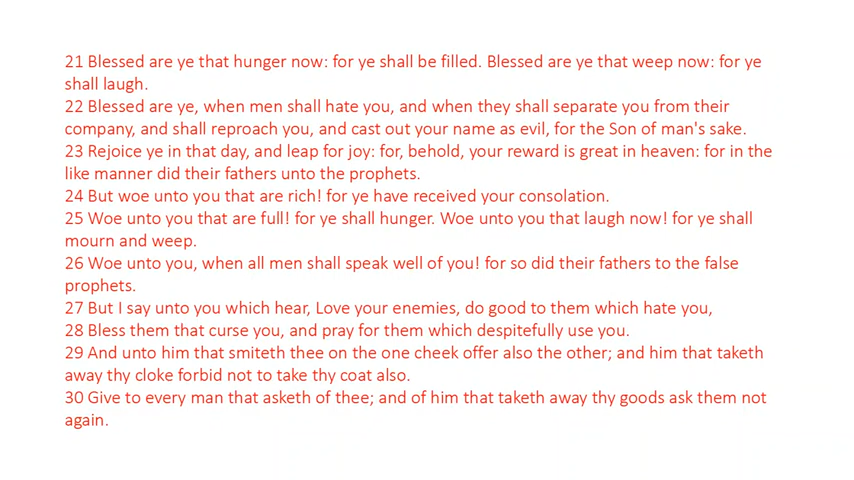 21 Blessed are ye that hunger now: for ye shall be filled. Blessed are ye that weep now: for ye
shall laugh.
22 Blessed are ye, when men shall hate you, and when they shall separate you from their
company, and shall reproach you, and cast out your name as evil, for the Son of man's sake.
23 Rejoice ye in that day, and leap for joy: for, behold, your reward is great in heaven: for in the
like manner did their fathers unto the prophets.
24 But woe unto you that are rich! for ye have received your consolation.
25 Woe unto you that are full! for ye shall hunger. Woe unto you that laugh now! for ye shall
mourn and weep.
26 Woe unto you, when all men shall speak well of you! for so did their fathers to the false
prophets.
27 But I say unto you which hear, Love your enemies, do good to them which hate you,
28 Bless them that curse you, and pray for them which despitefully use you.
29 And unto him that smiteth thee on the one cheek offer also the other; and him that taketh
away thy cloke forbid not to take thy coat also.
30 Give to every man that asketh of thee; and of him that taketh away thy goods ask them not
again.